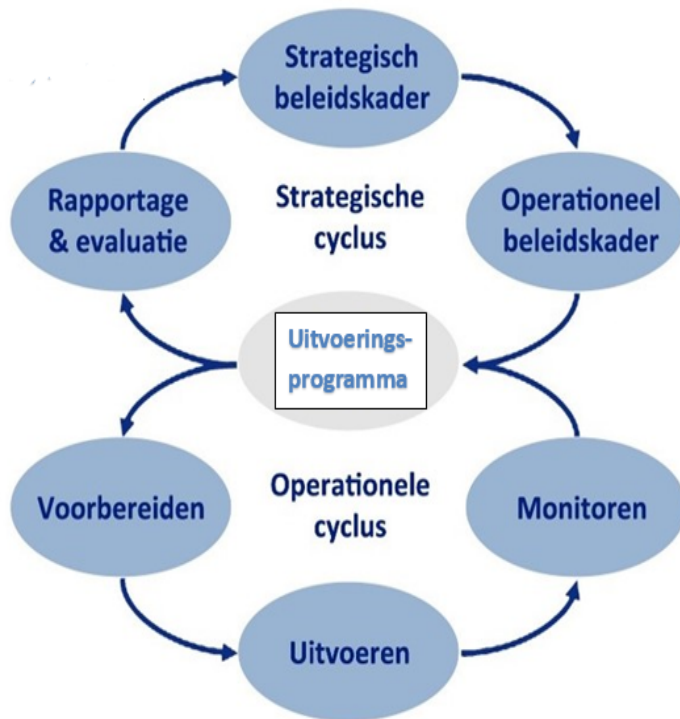 Strategisch
beleidskader
Rapportage
& evaluatie
Strategische
cyclus
Operationeel
beleidskader
Uitvoerings-
programma
Voorbereiden
Operationele
cyclus
Monitoren
Uitvoeren